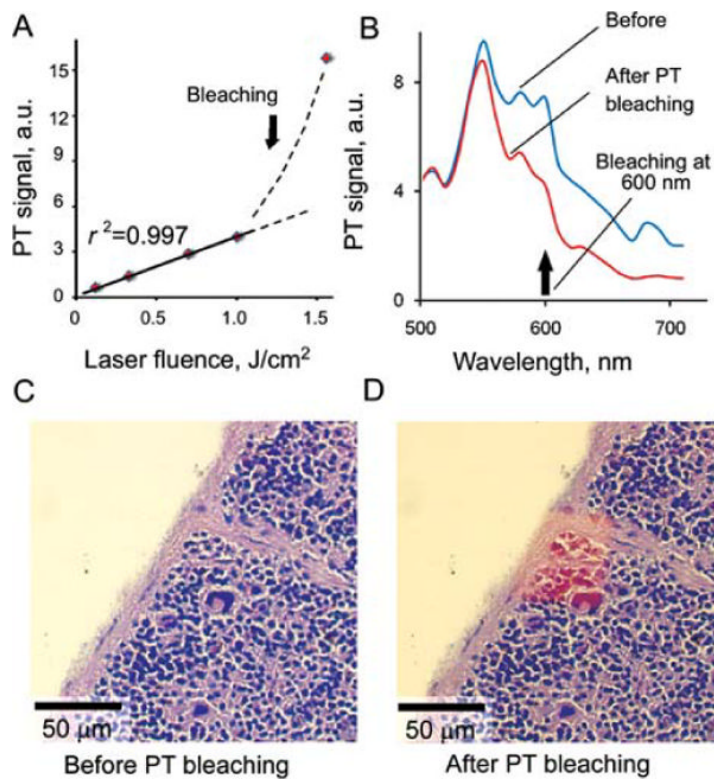 A
15
12
9
6
3
0
PT signal, a.u.
Bleaching
r²=0.997
0
0.5
1.0
1.5
Laser fluence, J/cm²
B
8
4
0
PT signal, a.u.
Before
After PT
bleaching
Bleaching at
600 nm
500
600
700
Wavelength, nm
C
50 µm
Before PT bleaching
D
50 µm
After PT bleaching